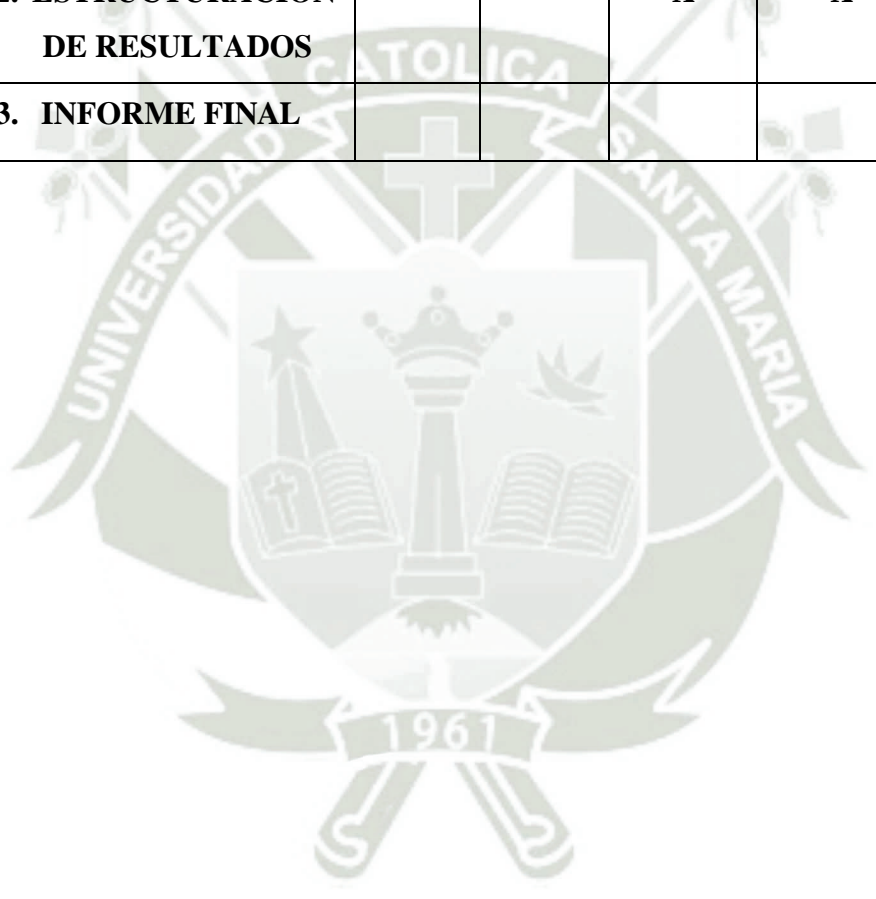 DE RESULTADOS
3. INFORME FINAL
UNIVERSIDAD CATOLICA SANTA MARIA
1961